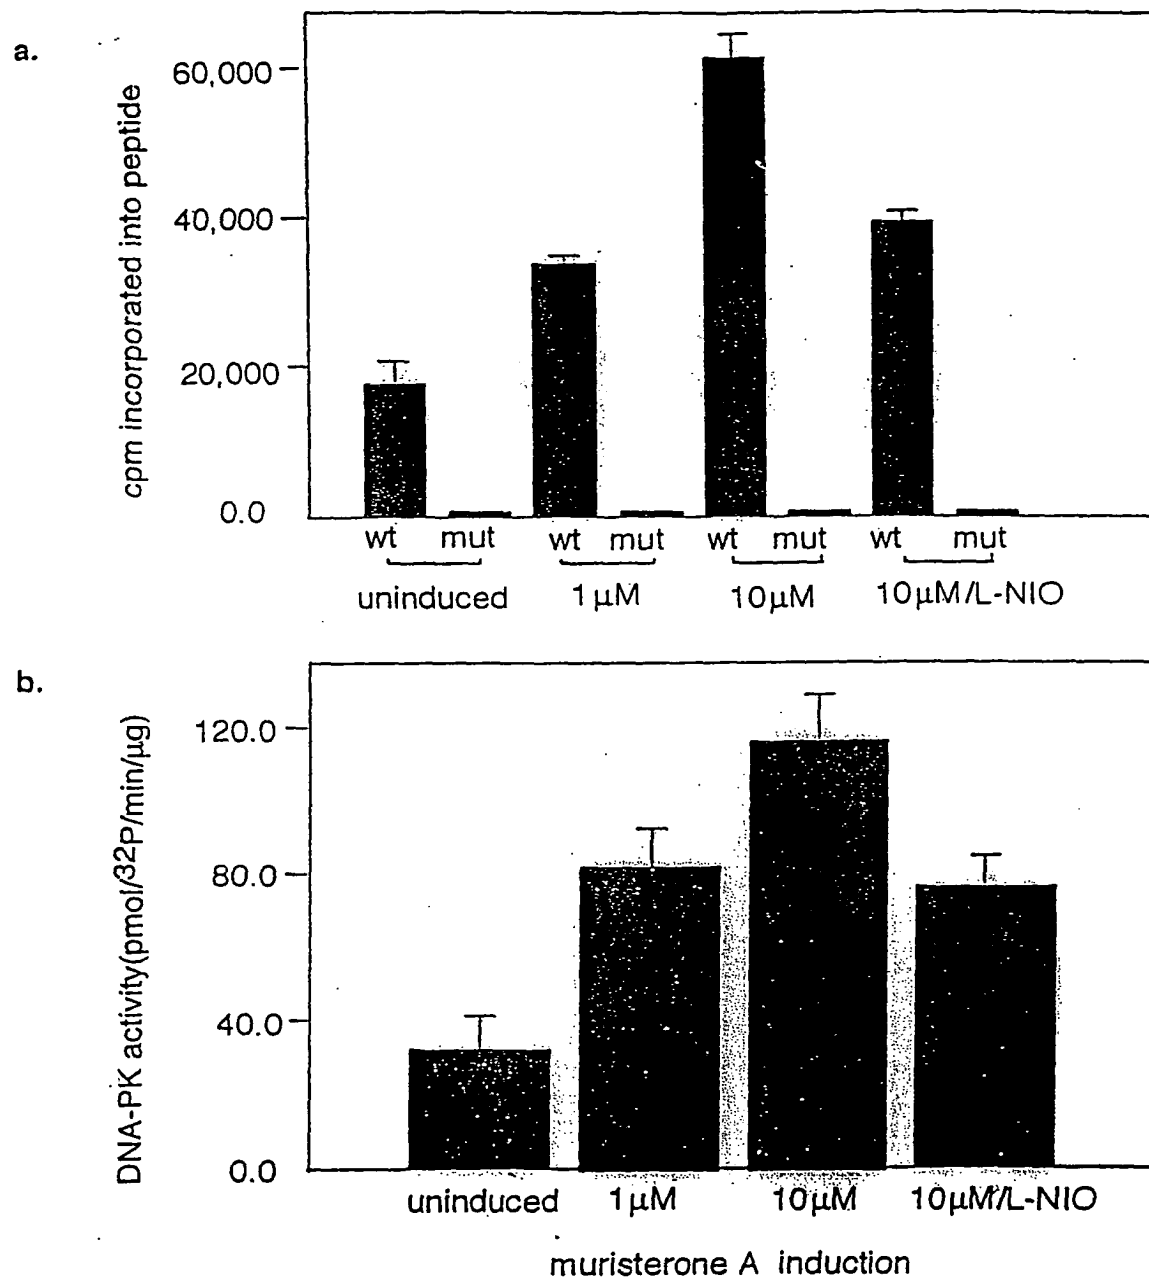 a.
cpm incorporated into peptide
60,000
40,000
20,000
0.0
wt mut wt mut wt mut wt mut
uninduced 1µM 10µM 10µM/L-NIO
b.
DNA-PK activity(pmol/32P/min/µg)
120.0
80.0
40.0
0.0
uninduced 1µM 10µM 10µM/L-NIO
muristerone A induction